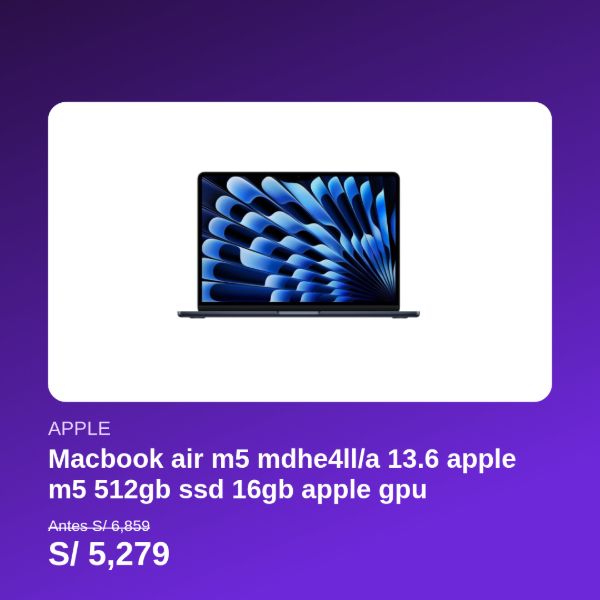 APPLE
Macbook air m5 mdhe4ll/a 13.6 apple
m5 512gb ssd 16gb apple gpu
Antes S/ 6,859
S/ 5,279